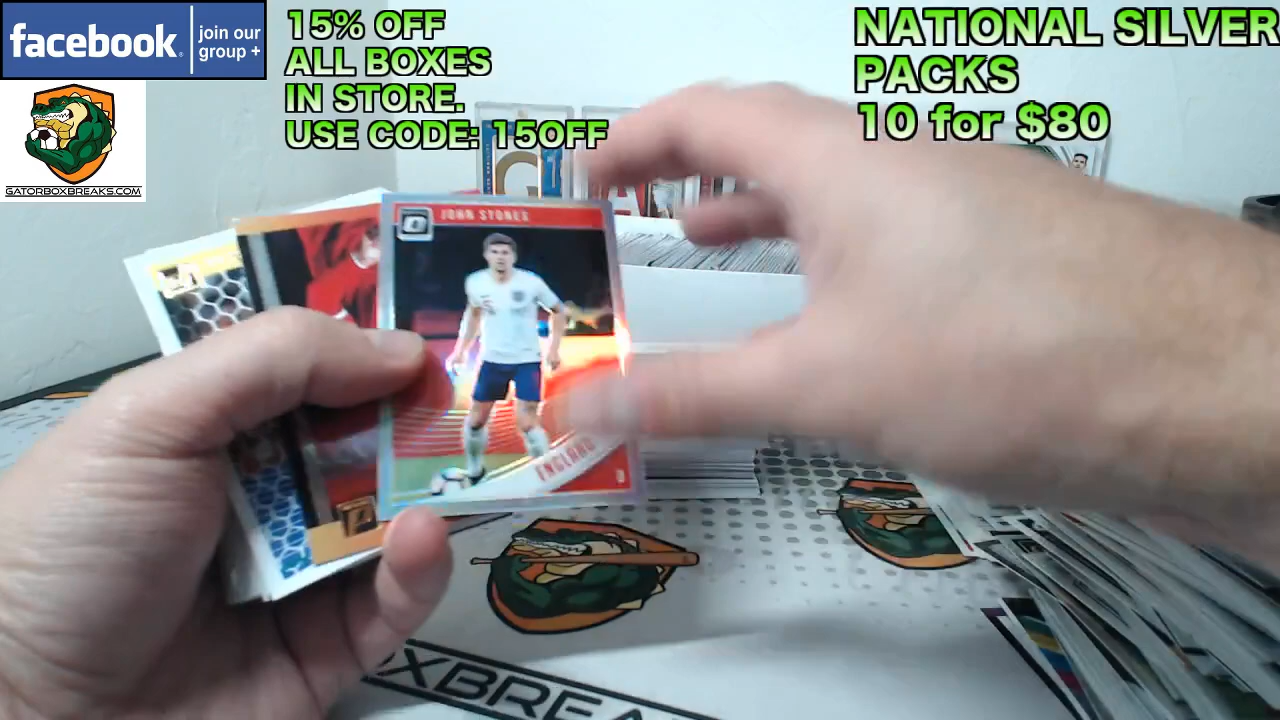 facebook
join our
group +
15% OFF
ALL BOXES
IN STORE.
USE CODE: 15OFF
NATIONAL SILVER
PACKS
10 for $80
GATORBOXBREAKS.COM
JOHN STONES
ENGLAND
D
OXBREA